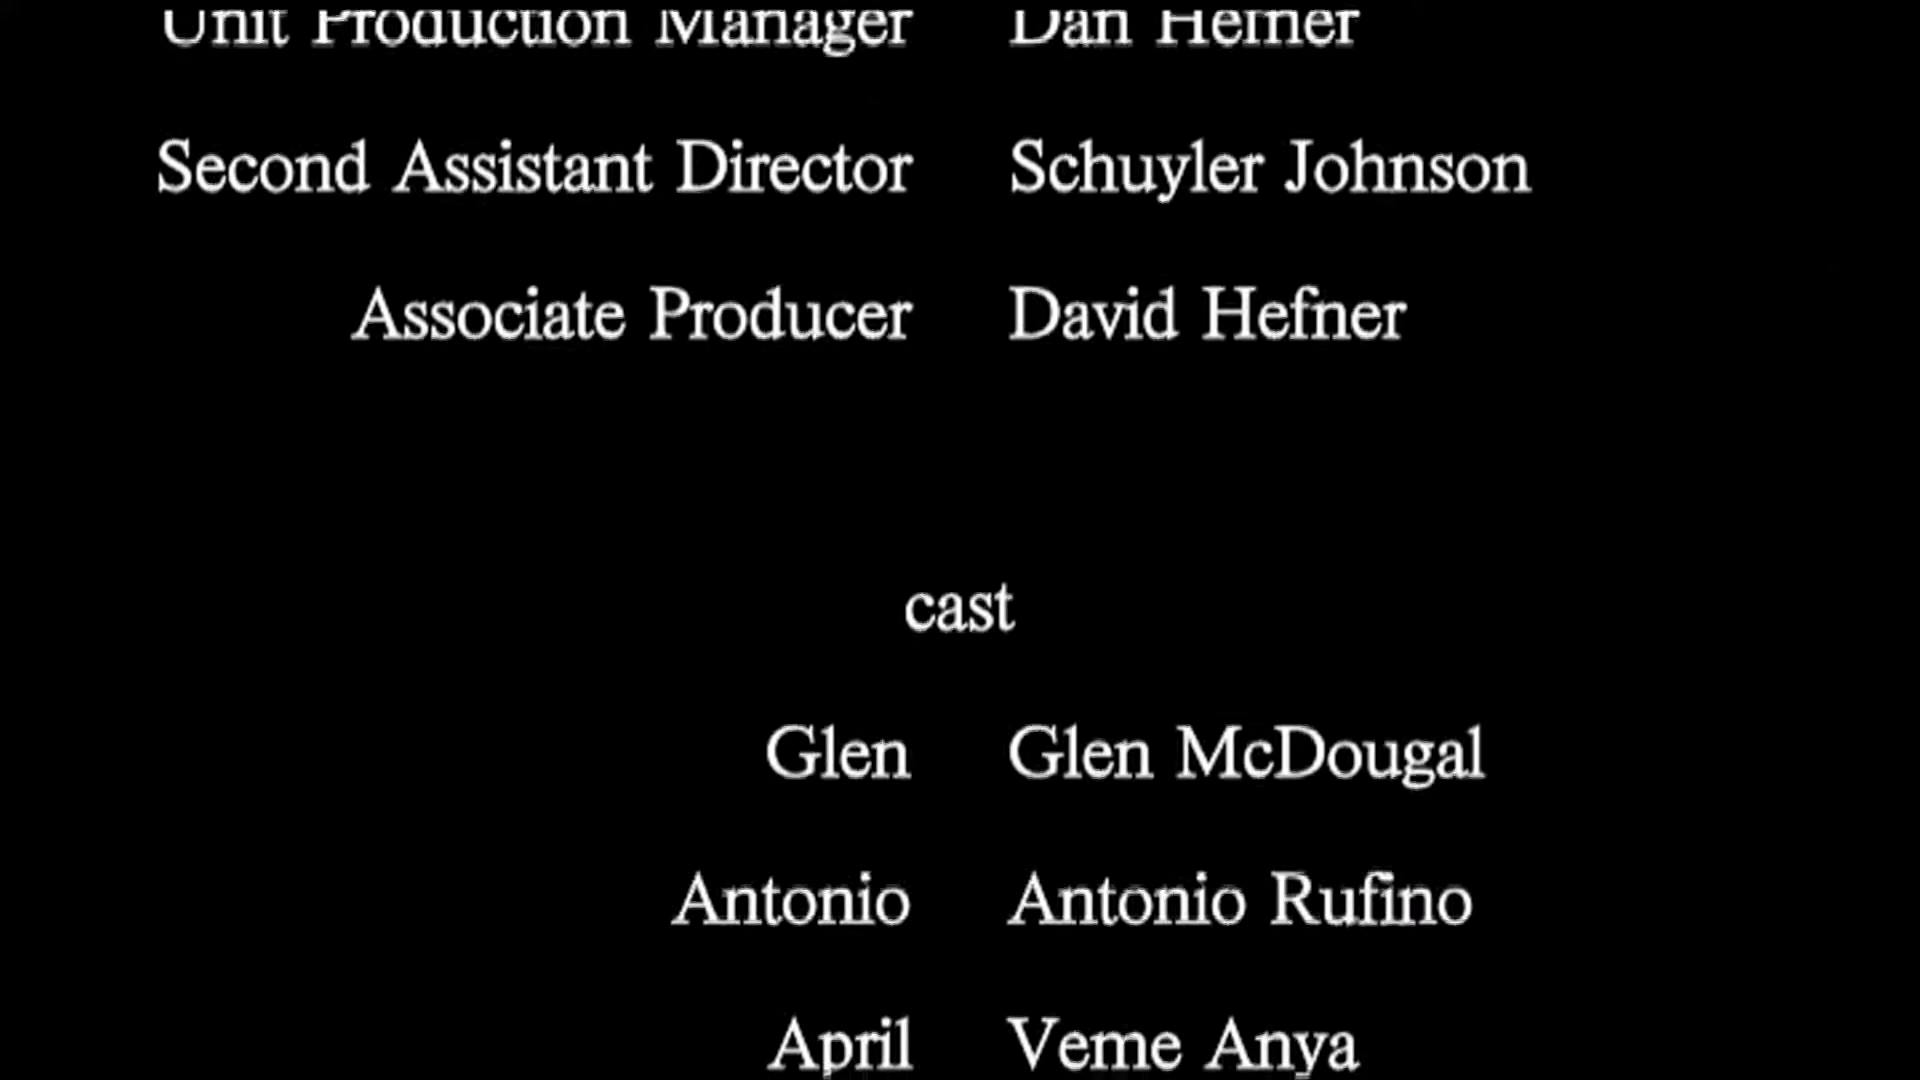 Unit Production Manager Dan Hefner
Second Assistant Director Schuyler Johnson
Associate Producer David Hefner
cast
Glen Glen McDougal
Antonio Antonio Rufino
April Veme Anya